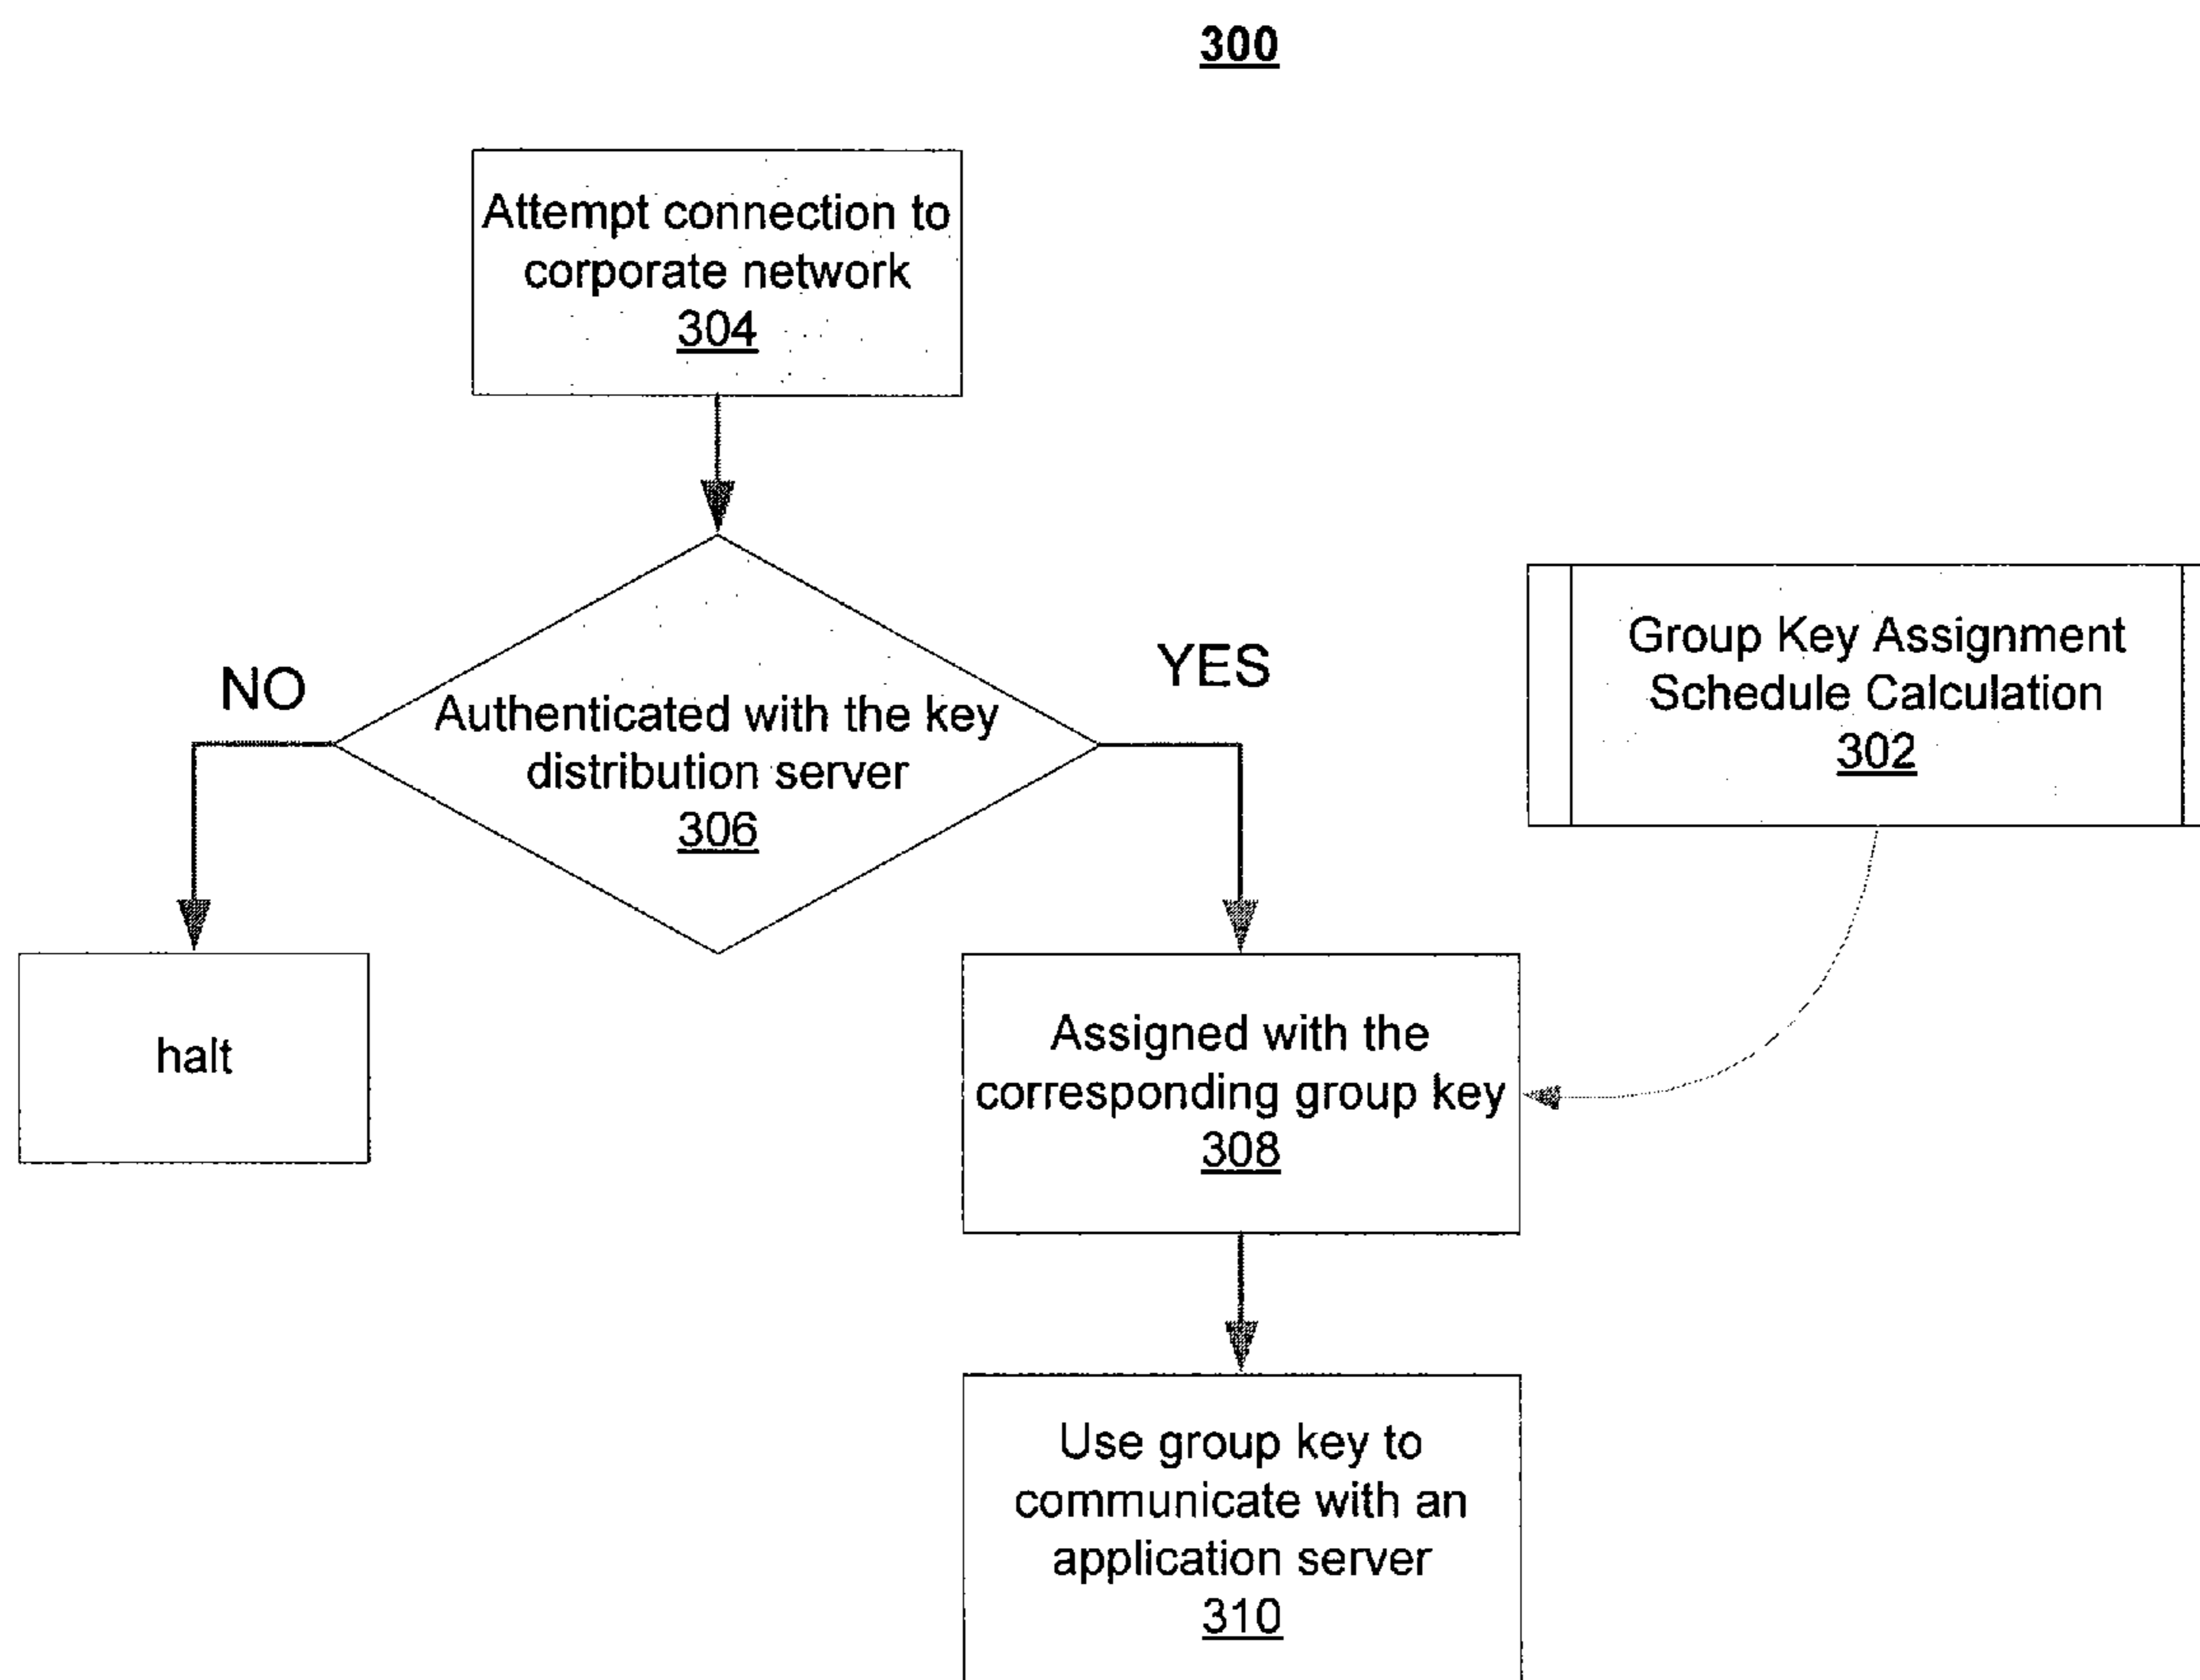 300
Attempt connection to
corporate network
304
NO
YES
Authenticated with the key
distribution server
306
Group Key Assignment
Schedule Calculation
302
halt
Assigned with the
corresponding group key
308
Use group key to
communicate with an
application server
310